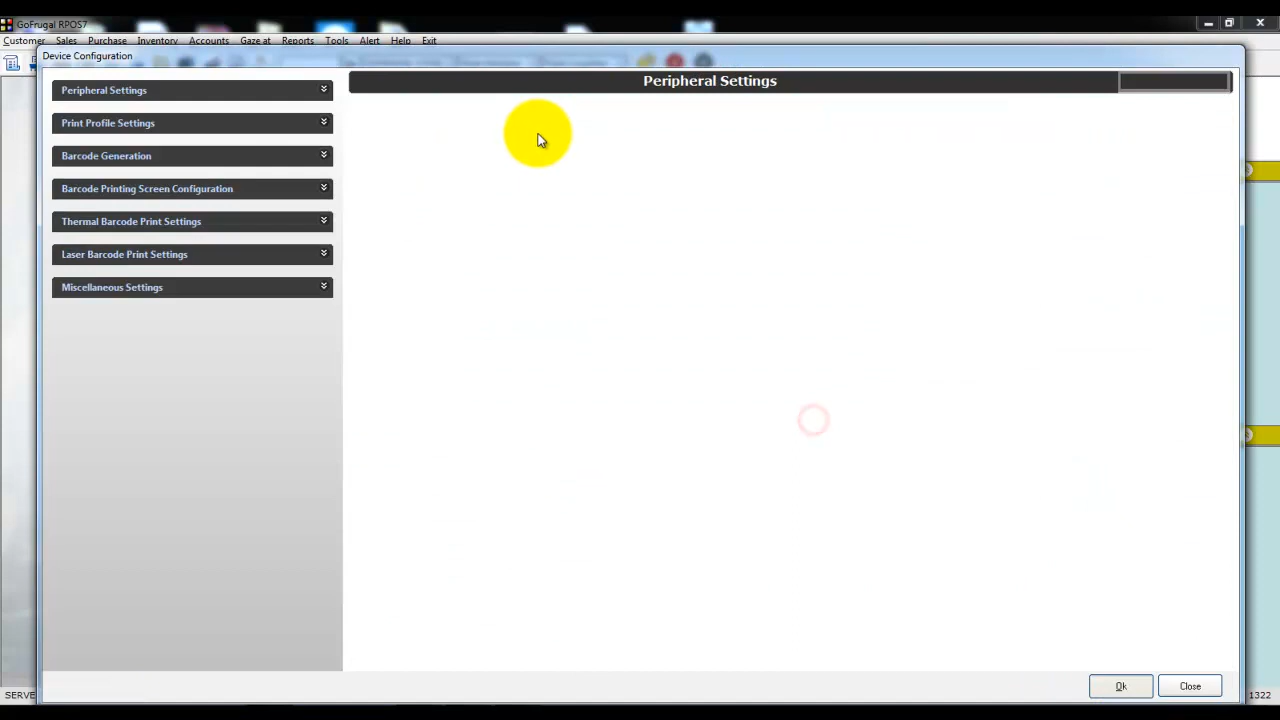 GoFrugal RPOS7
Customer Sales Purchase Inventory Accounts Gaze at Reports Tools Alert Help Exit
Device Configuration
Peripheral Settings
Peripheral Settings
Print Profile Settings
Barcode Generation
Barcode Printing Screen Configuration
Thermal Barcode Print Settings
Laser Barcode Print Settings
Miscellaneous Settings
Ok Close
SERVE 1322